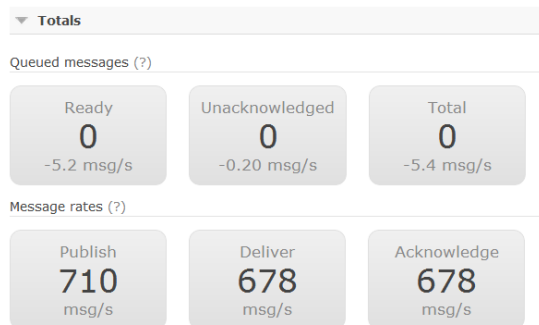 Totals
Queued messages (?)
Ready Unacknowledged Total
0 0 0
-5.2 msg/s -0.20 msg/s -5.4 msg/s
Message rates (?)
Publish Deliver Acknowledge
710 678 678
msg/s msg/s msg/s